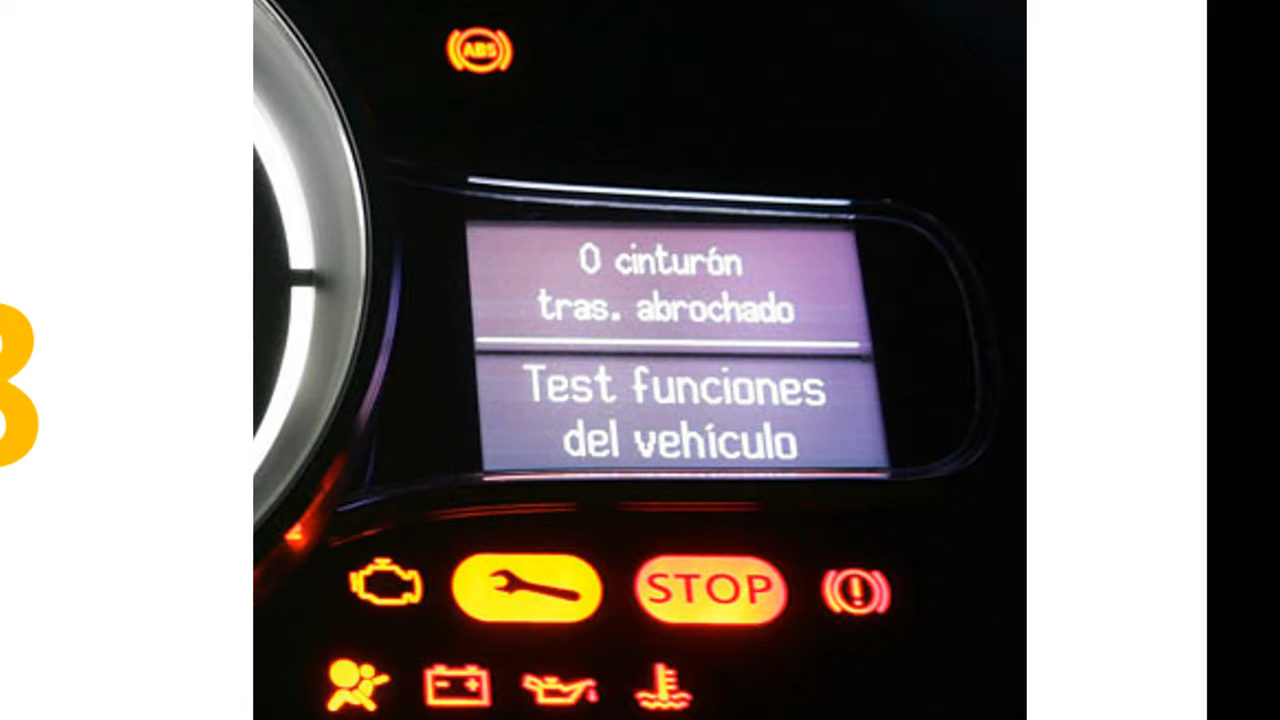 ABS
0 cinturón
tras. abrochado
Test funciones
del vehículo
STOP